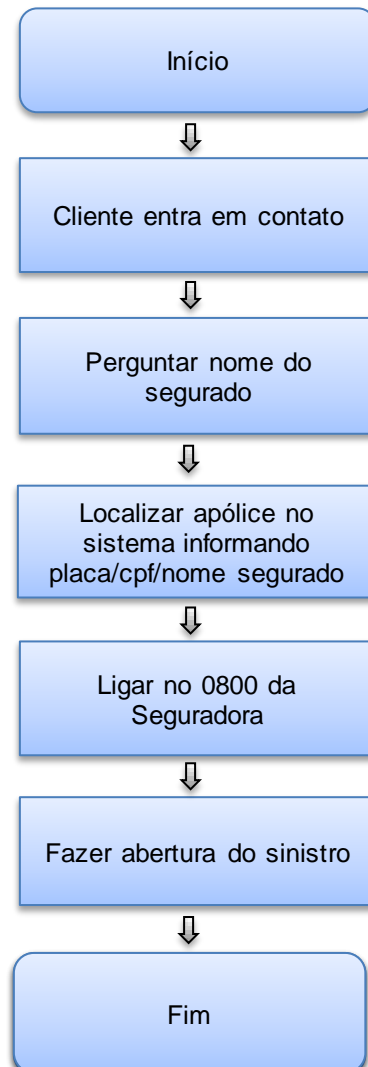 Início
Cliente entra em contato
Perguntar nome do
segurado
Localizar apólice no
sistema informando
placa/cpf/nome segurado
Ligar no 0800 da
Seguradora
Fazer abertura do sinistro
Fim